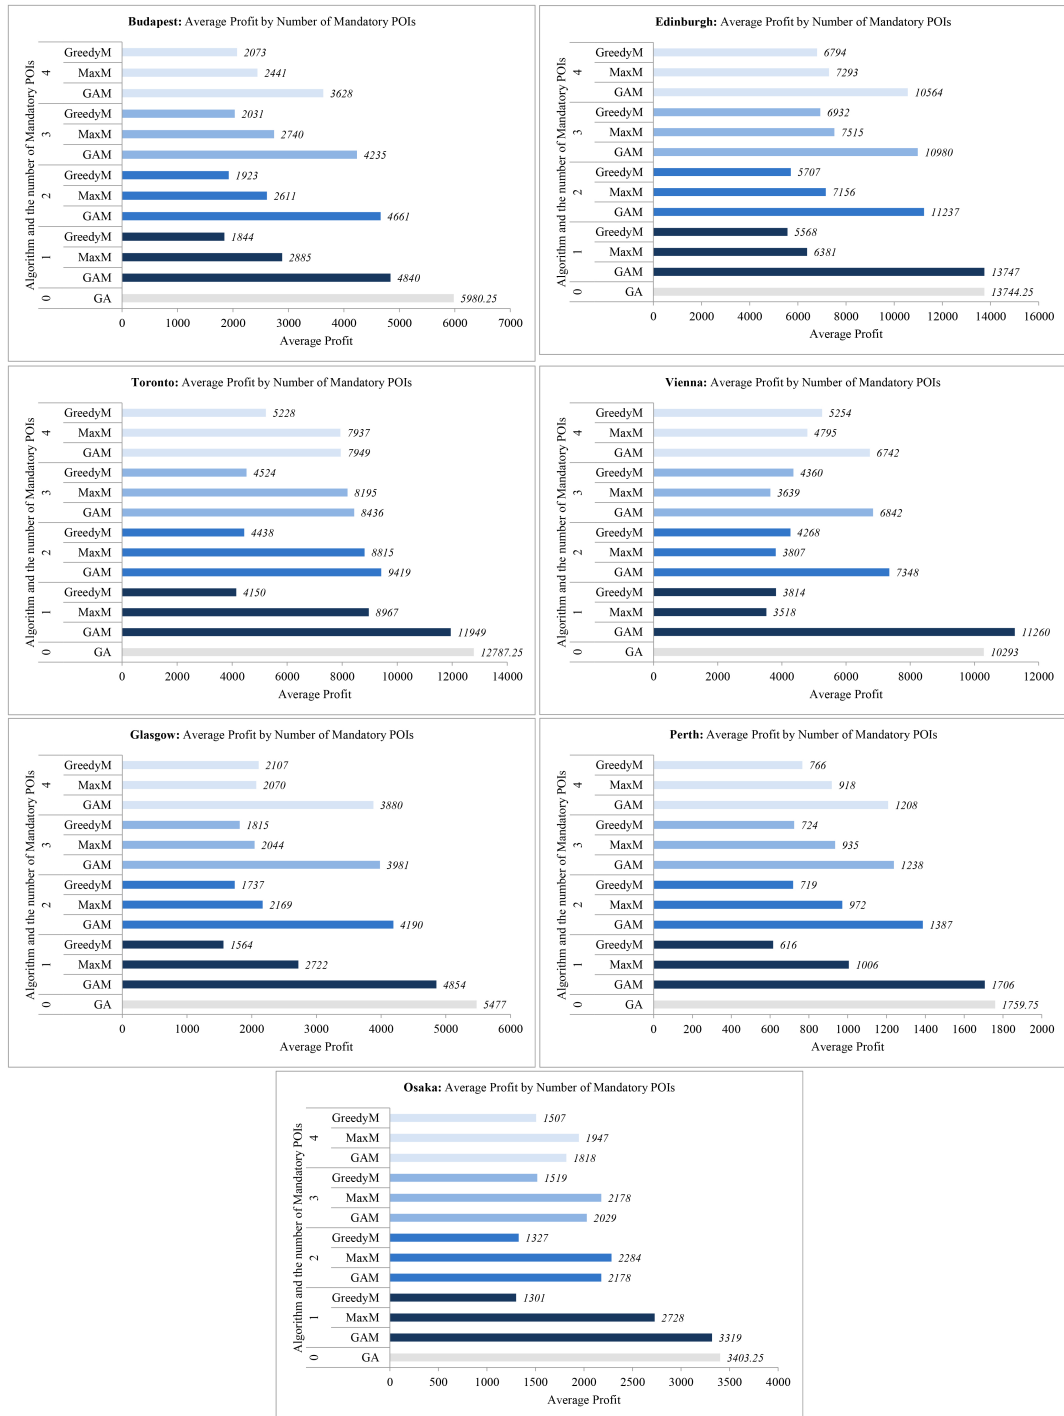 Budapest: Average Profit by Number of Mandatory POIs
Algorithm and the number of Mandatory POIs
4
GreedyM 2073
MaxM 2441
GAM 3628
3
GreedyM 2031
MaxM 2740
GAM 4235
2
GreedyM 1923
MaxM 2611
GAM 4661
1
GreedyM 1844
MaxM 2885
GAM 4840
0
GA 5980.25
0 1000 2000 3000 4000 5000 6000 7000
Average Profit
Edinburgh: Average Profit by Number of Mandatory POIs
Algorithm and the number of Mandatory POIs
4
GreedyM 6794
MaxM 7293
GAM 10564
3
GreedyM 6932
MaxM 7515
GAM 10980
2
GreedyM 5707
MaxM 7156
GAM 11237
1
GreedyM 5568
MaxM 6381
GAM 13747
0
GA 13744.25
0 2000 4000 6000 8000 10000 12000 14000 16000
Average Profit
Toronto: Average Profit by Number of Mandatory POIs
Algorithm and the number of Mandatory POIs
4
GreedyM 5228
MaxM 7937
GAM 7949
3
GreedyM 4524
MaxM 8195
GAM 8436
2
GreedyM 4438
MaxM 8815
GAM 9419
1
GreedyM 4150
MaxM 8967
GAM 11949
0
GA 12787.25
0 2000 4000 6000 8000 10000 12000 14000
Average Profit
Vienna: Average Profit by Number of Mandatory POIs
Algorithm and the number of Mandatory POIs
4
GreedyM 5254
MaxM 4795
GAM 6742
3
GreedyM 4360
MaxM 3639
GAM 6842
2
GreedyM 4268
MaxM 3807
GAM 7348
1
GreedyM 3814
MaxM 3518
GAM 11260
0
GA 10293
0 2000 4000 6000 8000 10000 12000
Average Profit
Glasgow: Average Profit by Number of Mandatory POIs
Algorithm and the number of Mandatory POIs
4
GreedyM 2107
MaxM 2070
GAM 3880
3
GreedyM 1815
MaxM 2044
GAM 3981
2
GreedyM 1737
MaxM 2169
GAM 4190
1
GreedyM 1564
MaxM 2722
GAM 4854
0
GA 5477
0 1000 2000 3000 4000 5000 6000
Average Profit
Perth: Average Profit by Number of Mandatory POIs
Algorithm and the number of Mandatory POIs
4
GreedyM 766
MaxM 918
GAM 1208
3
GreedyM 724
MaxM 935
GAM 1238
2
GreedyM 719
MaxM 972
GAM 1387
1
GreedyM 616
MaxM 1006
GAM 1706
0
GA 1759.75
0 200 400 600 800 1000 1200 1400 1600 1800 2000
Average Profit
Osaka: Average Profit by Number of Mandatory POIs
Algorithm and the number of Mandatory POIs
4
GreedyM 1507
MaxM 1947
GAM 1818
3
GreedyM 1519
MaxM 2178
GAM 2029
2
GreedyM 1327
MaxM 2284
GAM 2178
1
GreedyM 1301
MaxM 2728
GAM 3319
0
GA 3403.25
0 500 1000 1500 2000 2500 3000 3500 4000
Average Profit